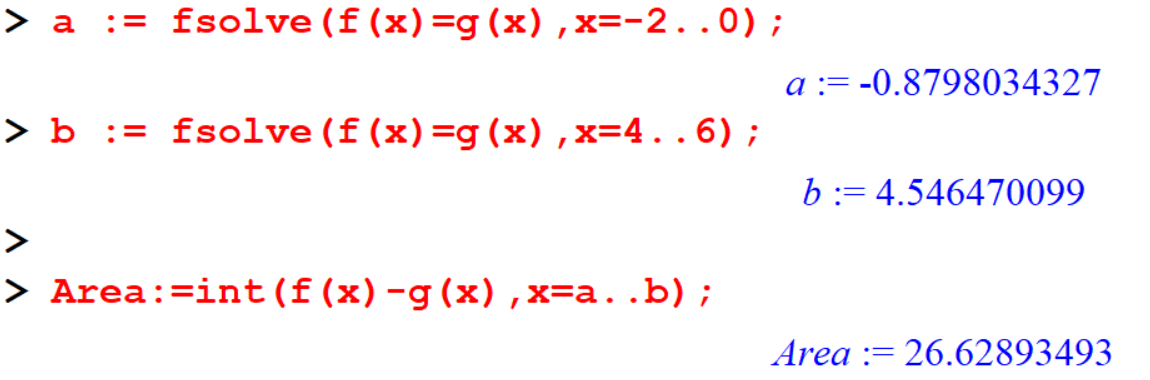 > a := fsolve(f(x)=g(x),x=-2..0);
a := -0.8798034327
> b := fsolve(f(x)=g(x),x=4..6);
b := 4.546470099
>
> Area:=int(f(x)-g(x),x=a..b);
Area := 26.62893493